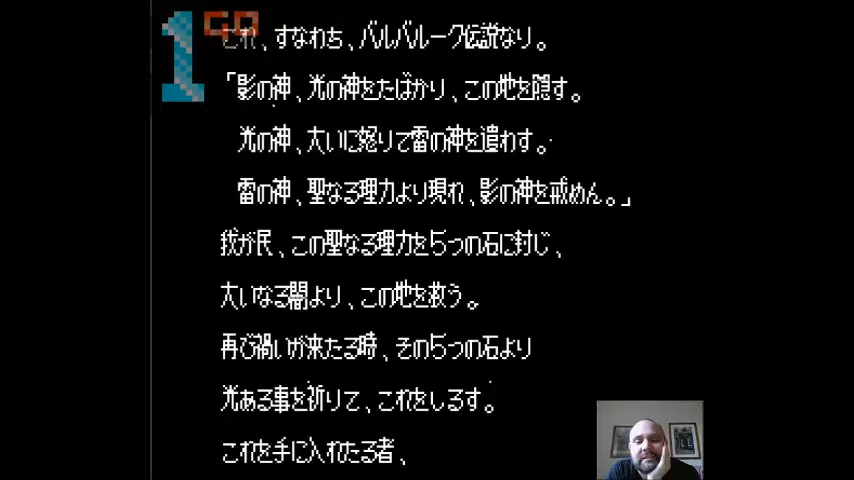 1 GO
これ、すなわち、バルバルーク伝説なり。
「影の神、光の神をたばかり、この地を隠す。
光の神、大いに怒りて雷の神を遣わす。
雷の神、聖なる理力より現れ、影の神を戒めん。」
我が民、この聖なる理力を5つの石に封じ、
大いなる闇より、この地を救う。
再び禍いが来たる時、その5つの石より
光ある事を祈りて、これをしるす。
これを手に入れたる者、